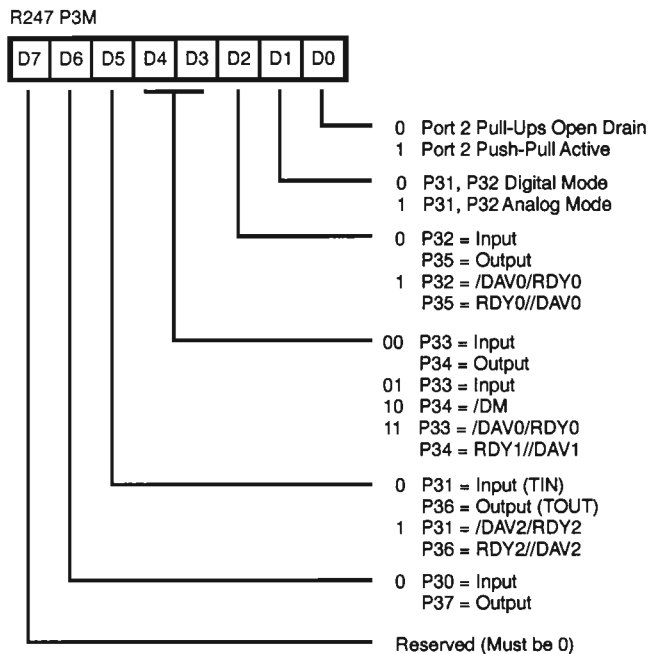 R247 P3M
D7 D6 D5 D4 D3 D2 D1 D0
0 Port 2 Pull-Ups Open Drain
1 Port 2 Push-Pull Active
0 P31, P32 Digital Mode
1 P31, P32 Analog Mode
0 P32 = Input
P35 = Output
1 P32 = /DAV0/RDY0
P35 = RDY0//DAV0
00 P33 = Input
P34 = Output
01 P33 = Input
10 P34 = /DM
11 P33 = /DAV0/RDY0
P34 = RDY1//DAV1
0 P31 = Input (TIN)
P36 = Output (TOUT)
1 P31 = /DAV2/RDY2
P36 = RDY2//DAV2
0 P30 = Input
P37 = Output
Reserved (Must be 0)